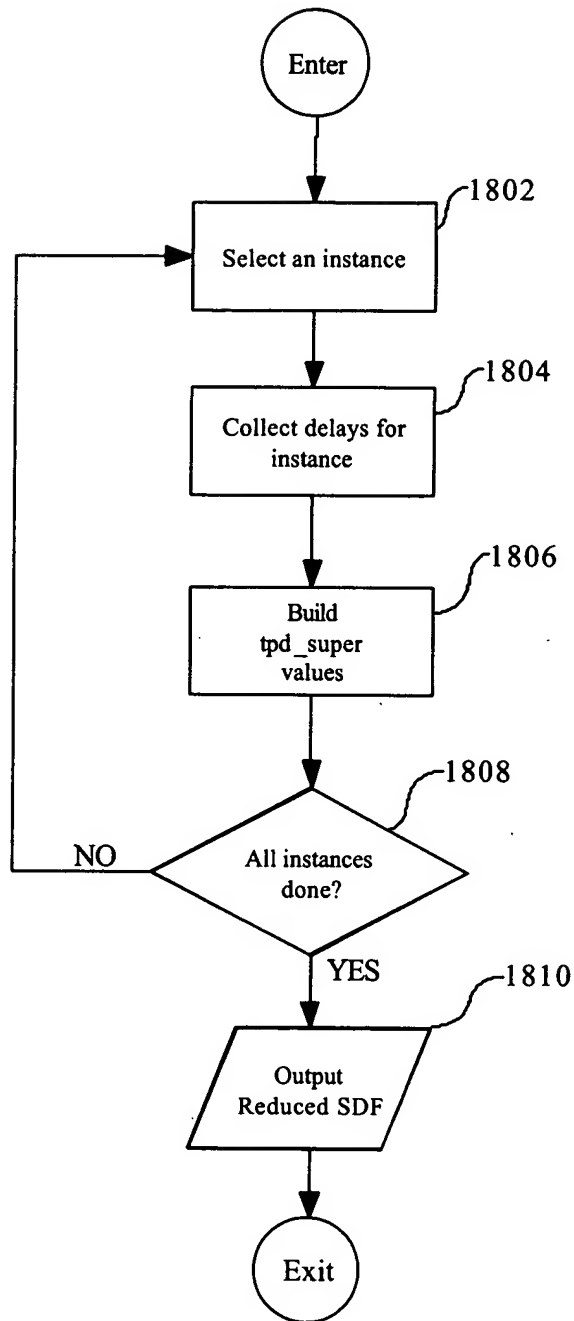 Enter
1802
Select an instance
1804
Collect delays for
instance
1806
Build
tpd_super
values
1808
All instances
done?
NO
YES
1810
Output
Reduced SDF
Exit